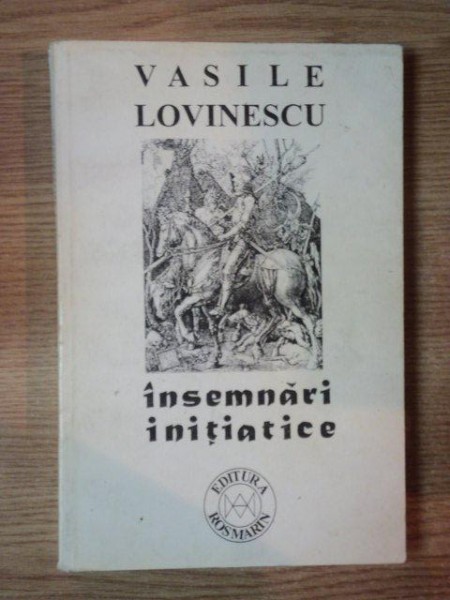 VASILE
LOVINESCU
însemnări
inițiatice
EDITURA
ROSMARIN